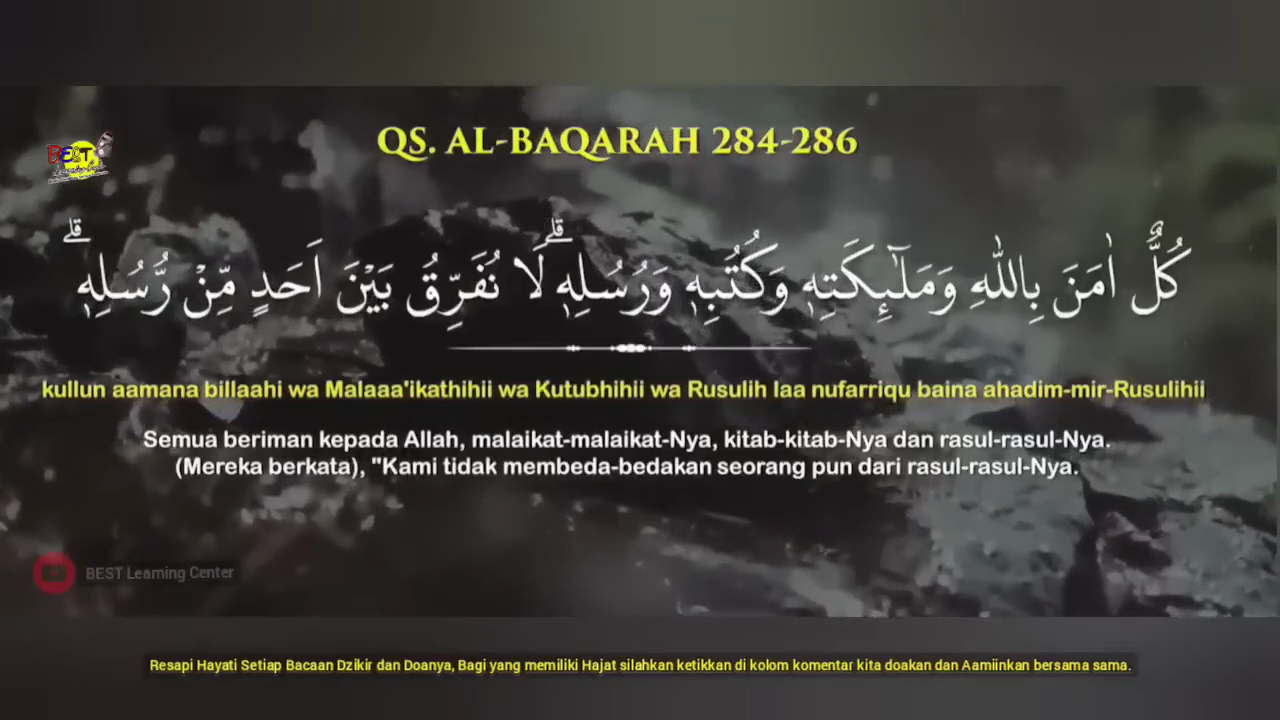 QS. AL-BAQARAH 284-286
BEST
كُلٌّ اٰمَنَ بِاللّٰهِ وَمَلٰۤىِٕكَتِهٖ وَكُتُبِهٖ وَرُسُلِهٖۗ لَا نُفَرِّقُ بَيْنَ اَحَدٍ مِّنْ رُّسُلِهٖۗ
kullun aamana billaahi wa Malaaa'ikathihii wa Kutubhihii wa Rusulih laa nufarriqu baina ahadim-mir-Rusulihii
Semua beriman kepada Allah, malaikat-malaikat-Nya, kitab-kitab-Nya dan rasul-rasul-Nya.
(Mereka berkata), "Kami tidak membeda-bedakan seorang pun dari rasul-rasul-Nya.
BEST Learning Center
Resapi Hayati Setiap Bacaan Dzikir dan Doanya, Bagi yang memiliki Hajat silahkan ketikkan di kolom komentar kita doakan dan Aamiinkan bersama sama.